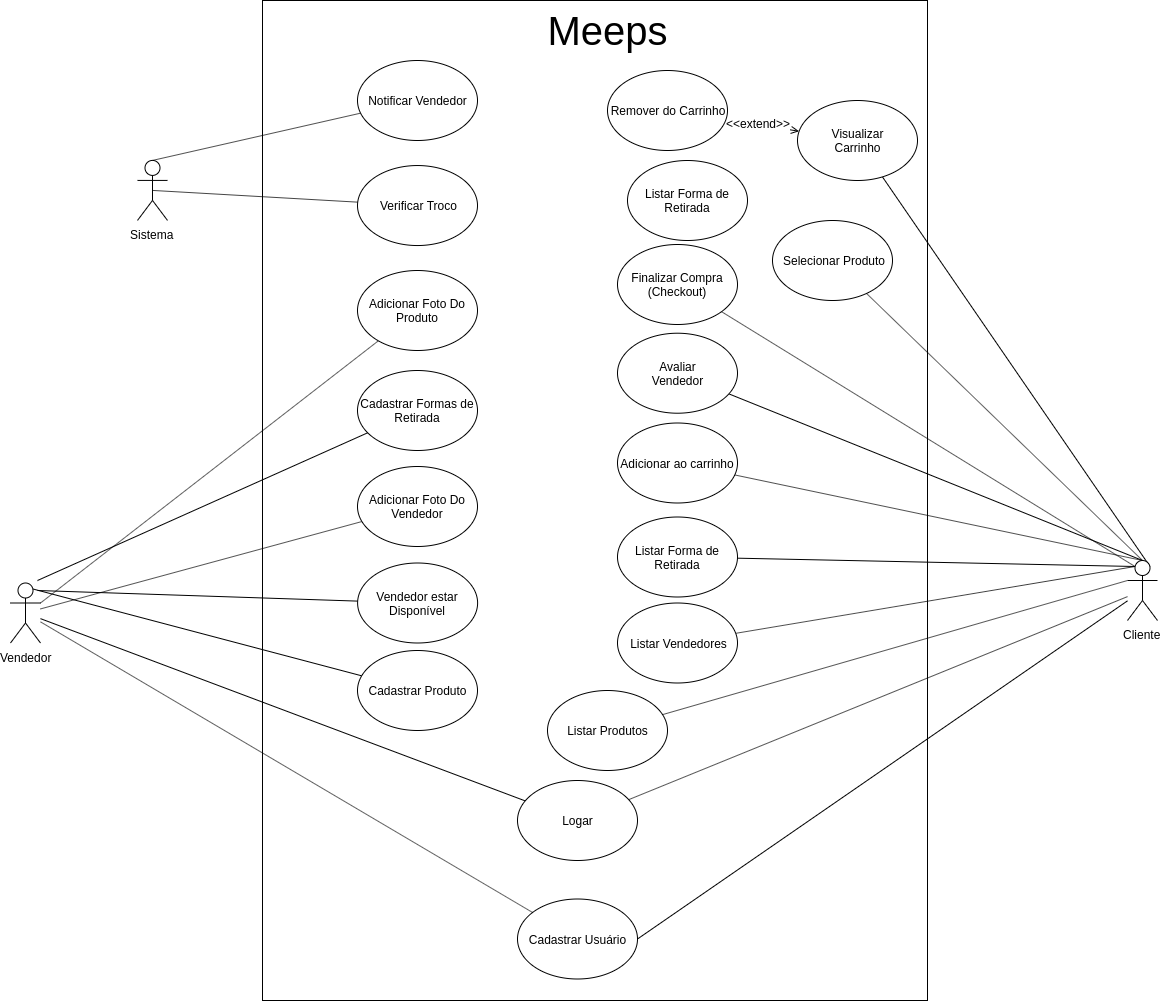 Meeps
Notificar Vendedor
Remover do Carrinho
<<extend>>
Visualizar
Carrinho
Verificar Troco
Listar Forma de
Retirada
Sistema
Selecionar Produto
Finalizar Compra
(Checkout)
Adicionar Foto Do
Produto
Avaliar
Vendedor
Cadastrar Formas de
Retirada
Adicionar ao carrinho
Adicionar Foto Do
Vendedor
Listar Forma de
Retirada
Vendedor estar
Disponível
Cliente
Listar Vendedores
Vendedor
Cadastrar Produto
Listar Produtos
Logar
Cadastrar Usuário